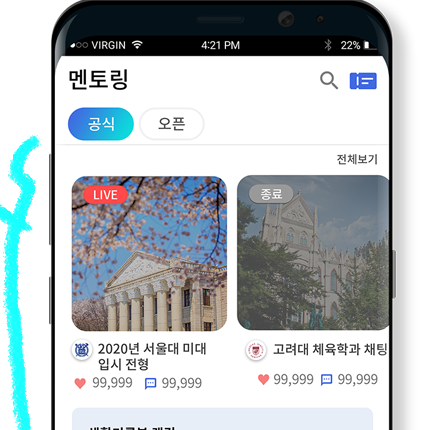 VIRGIN 4:21 PM 22%
멘토링
공식 오픈
전체보기
LIVE
종료
2020년 서울대 미대
입시 전형
고려대 체육학과 채팅
99,999 99,999
99,999 99,999